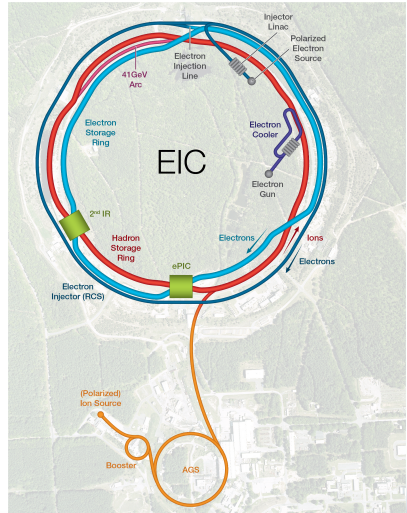 Injector
Linac
Polarized
Electron
Source
Electron
Injection
Line
41GeV
Arc
Electron
Storage
Ring
Electron
Cooler
EIC
Electron
Gun
2nd IR
Hadron
Storage
Ring
Electrons
Ions
ePIC
Electrons
Electron
Injector (RCS)
(Polarized)
Ion Source
Booster
AGS